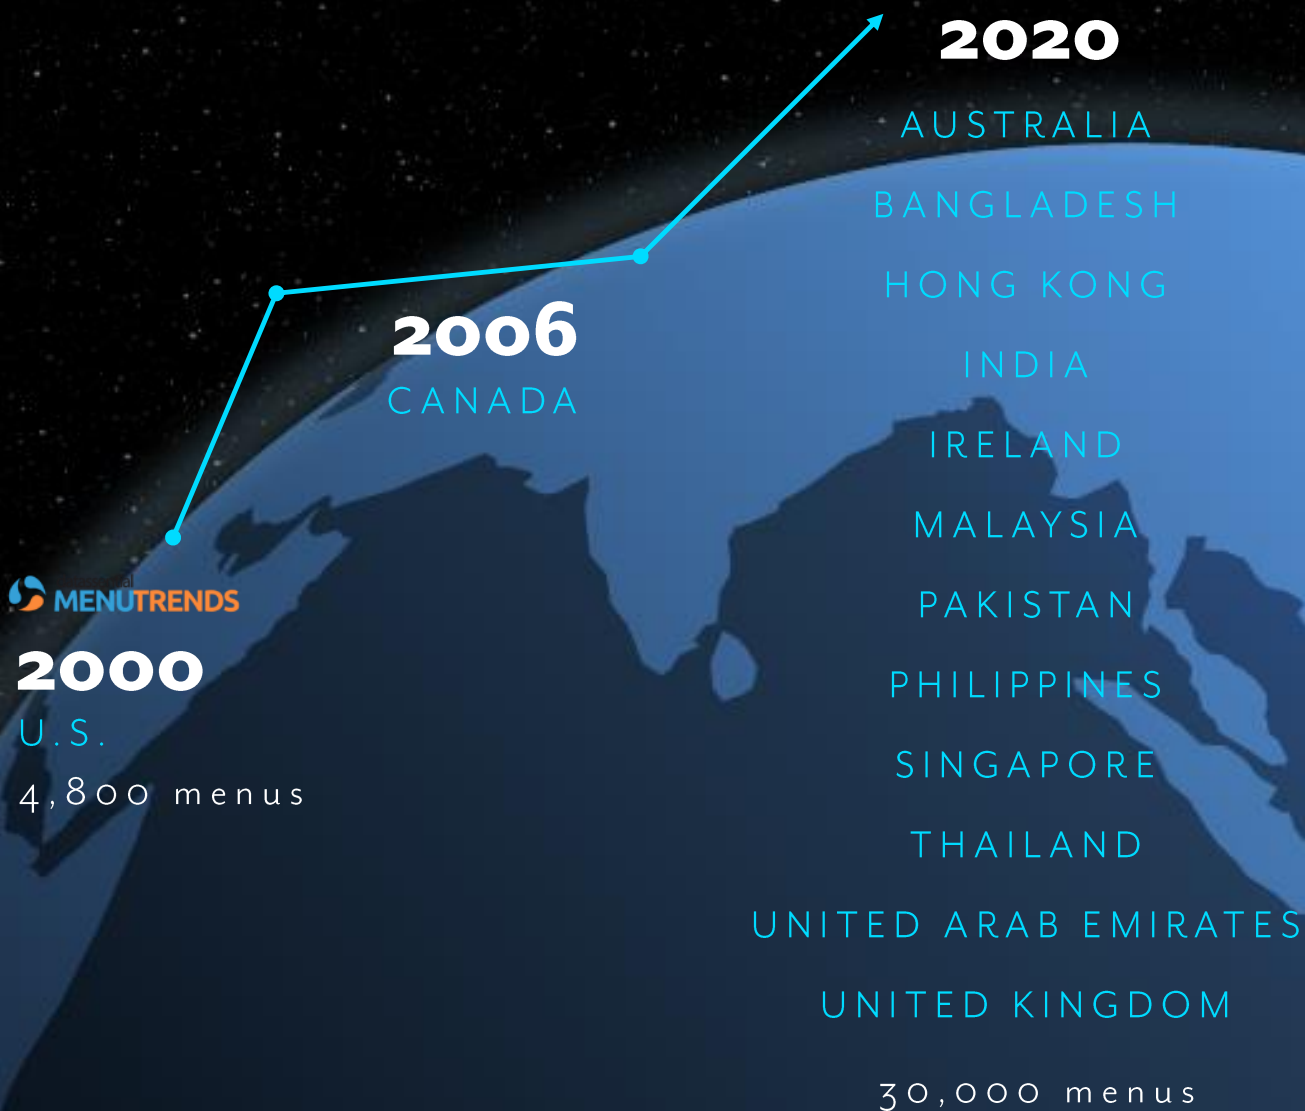 2020
AUSTRALIA
BANGLADESH
HONG KONG
INDIA
IRELAND
MALAYSIA
PAKISTAN
PHILIPPINES
SINGAPORE
THAILAND
UNITED ARAB EMIRATES
UNITED KINGDOM
30,000 menus
2006
CANADA
MENUTRENDS
2000
U.S.
4,800 menus